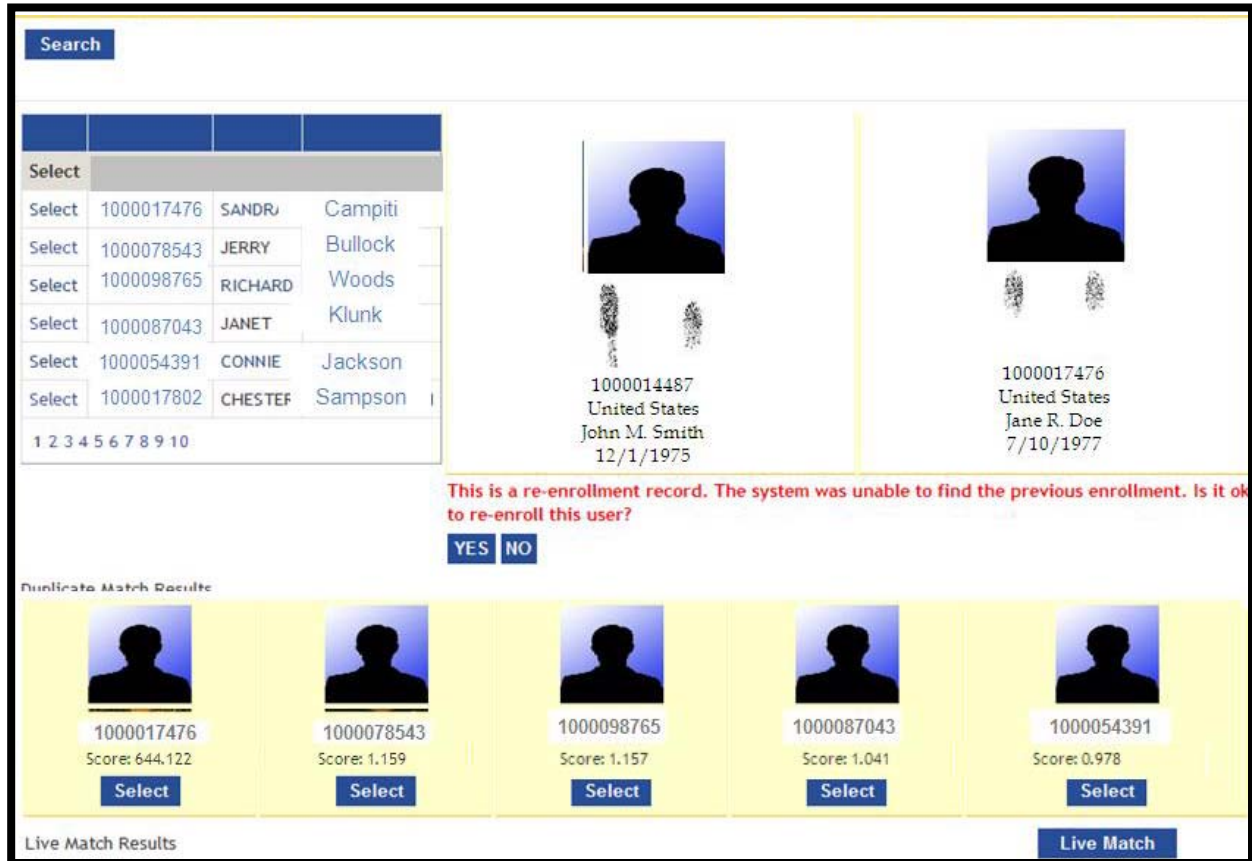 Search
Select
Select 1000017476 SANDRA Campiti
Select 1000078543 JERRY Bullock
Select 1000098765 RICHARD Woods
Select 1000087043 JANET Klunk
Select 1000054391 CONNIE Jackson
Select 1000017802 CHESTER Sampson
1 2 3 4 5 6 7 8 9 10
1000014487
United States
John M. Smith
12/1/1975
1000017476
United States
Jane R. Doe
7/10/1977
This is a re-enrollment record. The system was unable to find the previous enrollment. Is it ok
to re-enroll this user?
YES NO
Duplicate Match Results
1000017476 1000078543 1000098765 1000087043 1000054391
Score: 644.122 Score: 1.159 Score: 1.157 Score: 1.041 Score: 0.978
Select Select Select Select Select
Live Match Results Live Match